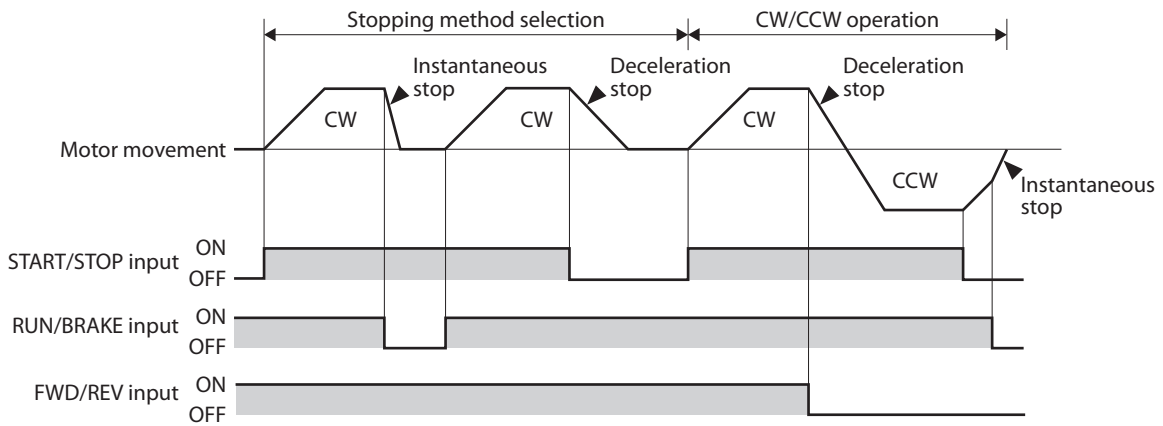 Stopping method selection
CW/CCW operation
Instantaneous
stop
Deceleration
stop
Deceleration
stop
CW
CW
CW
Motor movement
CCW
Instantaneous
stop
START/STOP input
ON
OFF
RUN/BRAKE input
ON
OFF
FWD/REV input
ON
OFF